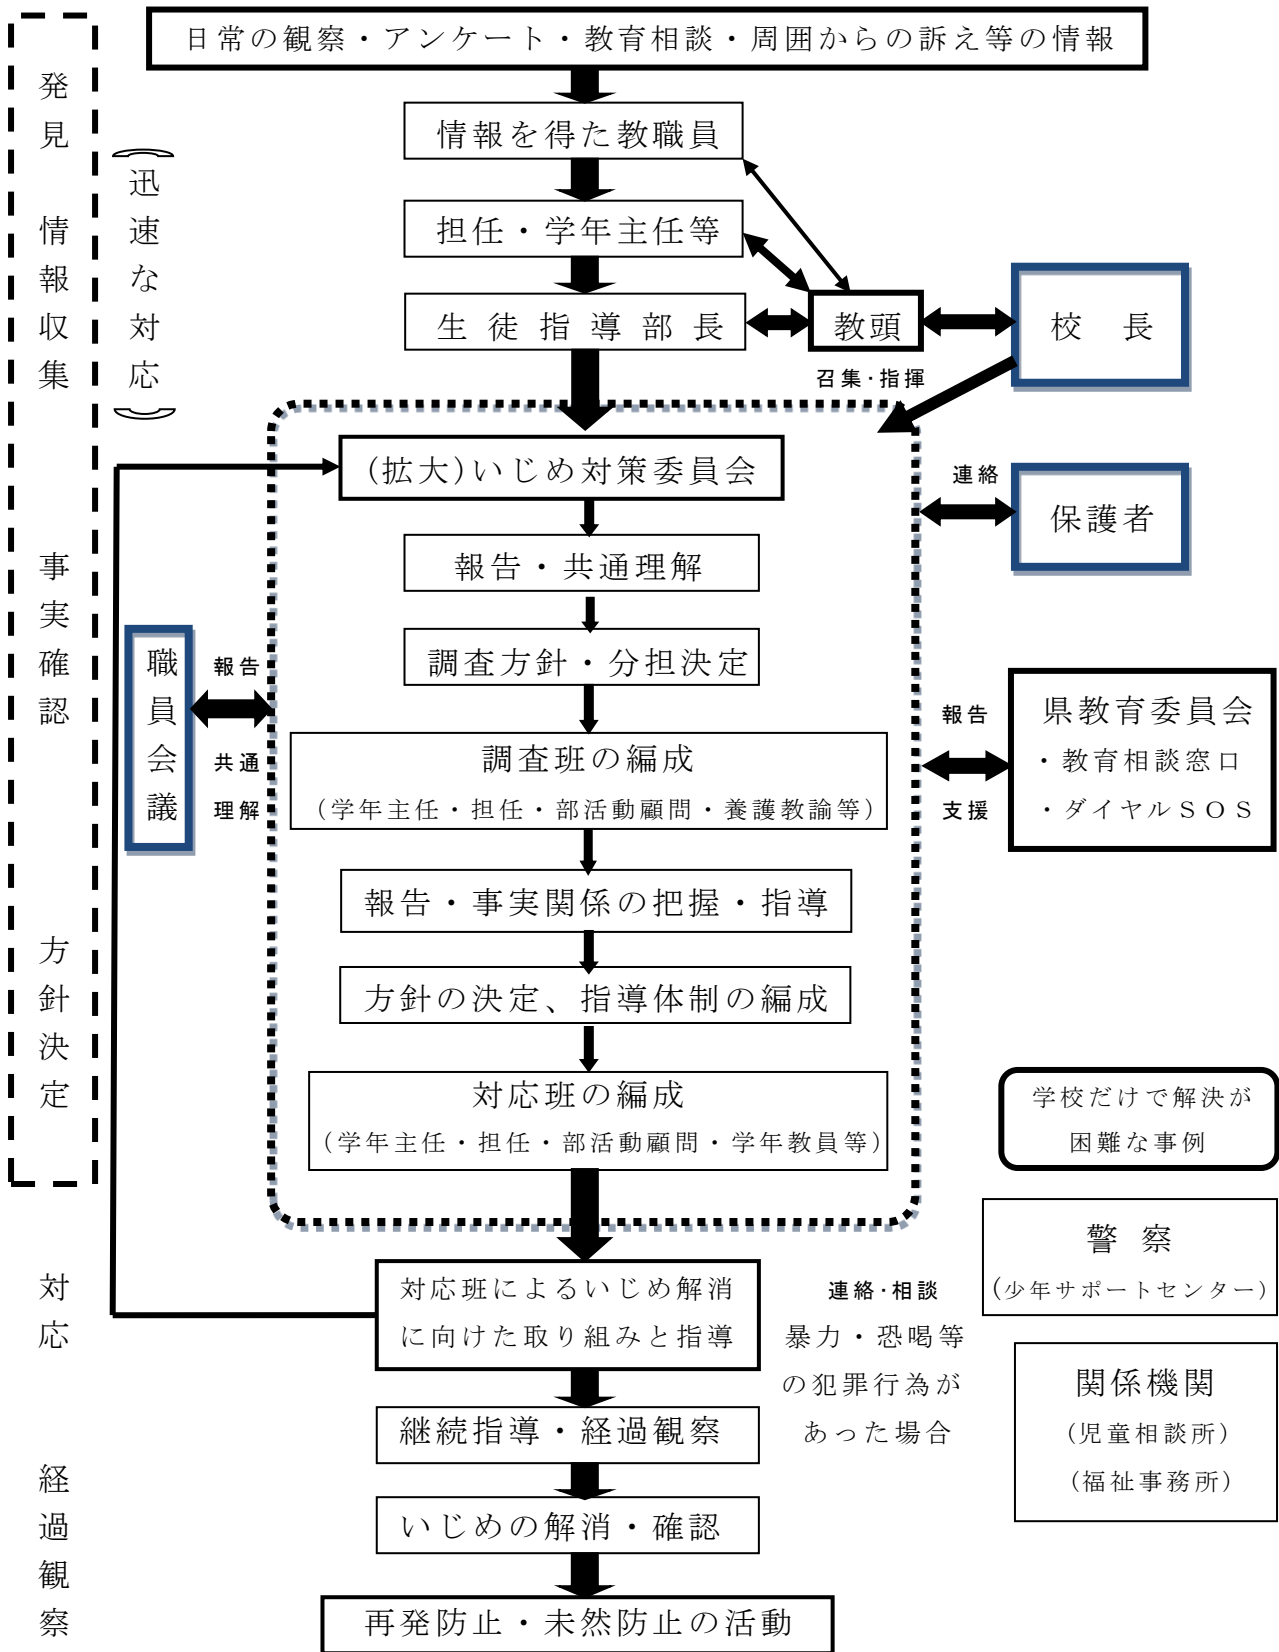 日常の観察・アンケート・教育相談・周囲からの訴え等の情報
発見
情報収集
(迅速な対応)
事実確認
方針決定
対応
経過観察
情報を得た教職員
担任・学年主任等
生徒指導部長
教頭
校長
召集・指揮
(拡大)いじめ対策委員会
連絡
保護者
報告・共通理解
調査方針・分担決定
職員会議
報告
共通
理解
調査班の編成
(学年主任・担任・部活動顧問・養護教諭等)
報告
支援
県教育委員会
・教育相談窓口
・ダイヤルSOS
報告・事実関係の把握・指導
方針の決定、指導体制の編成
対応班の編成
(学年主任・担任・部活動顧問・学年教員等)
学校だけで解決が
困難な事例
警察
(少年サポートセンター)
対応班によるいじめ解消
に向けた取り組みと指導
連絡・相談
暴力・恐喝等
の犯罪行為が
あった場合
関係機関
(児童相談所)
(福祉事務所)
継続指導・経過観察
いじめの解消・確認
再発防止・未然防止の活動